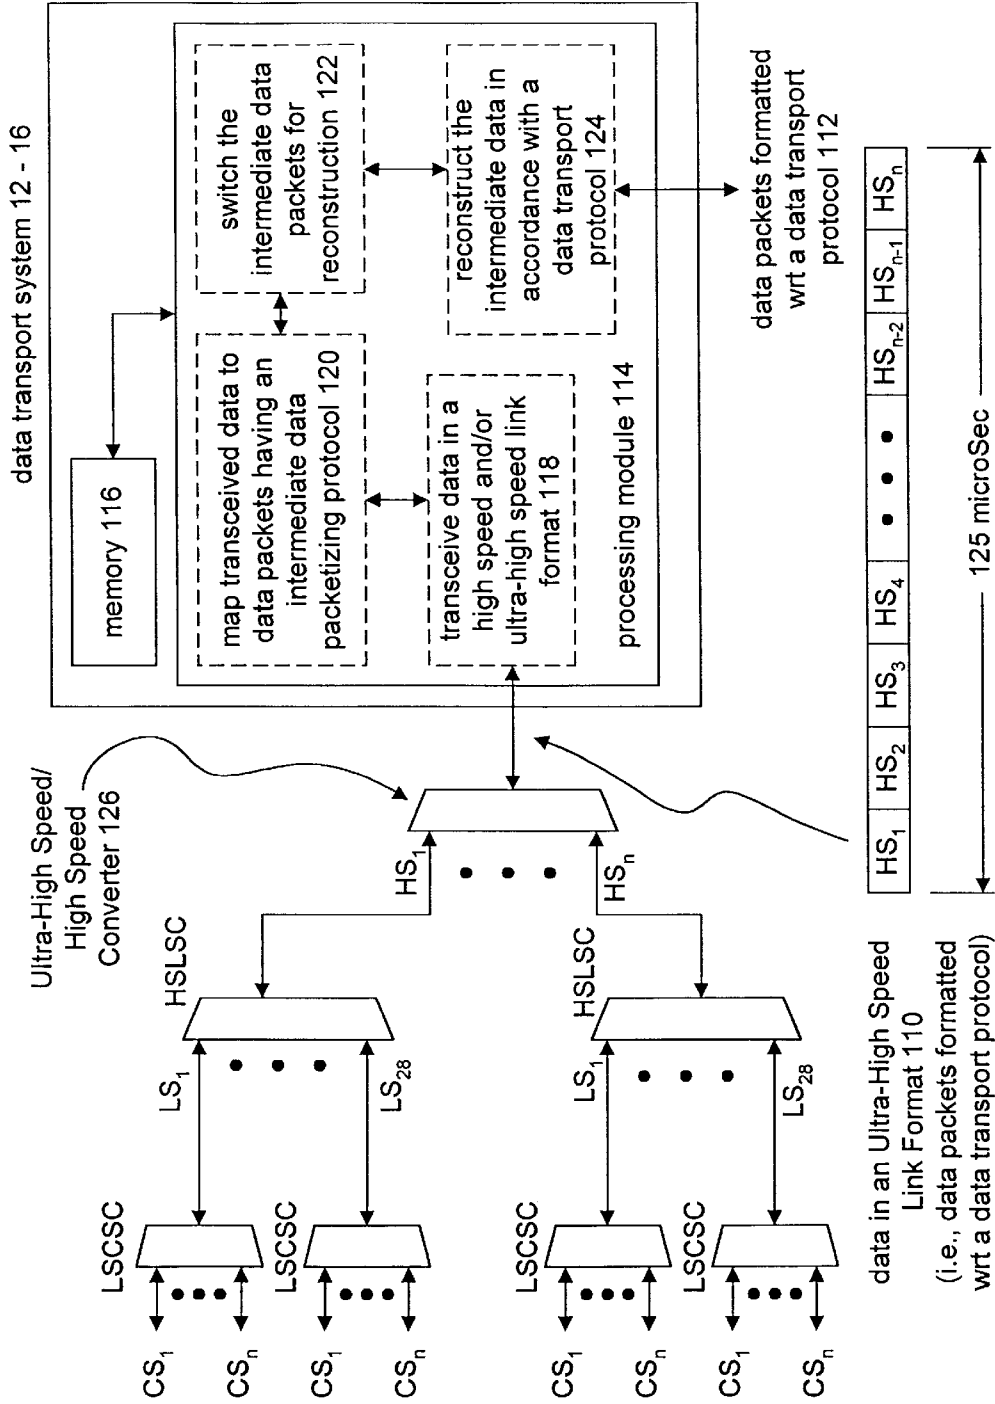 data transport system 12 - 16
memory 116
map transceived data to
data packets having an
intermediate data
packetizing protocol 120
switch the
intermediate data
packets for
reconstruction 122
transceive data in a
high speed and/or
ultra-high speed link
format 118
reconstruct the
intermediate data in
accordance with a
data transport
protocol 124
processing module 114
data packets formatted
wrt a data transport
protocol 112
Ultra-High Speed/
High Speed
Converter 126
HS1
HSn
HSLSC
HSLSC
LS1
LS28
LS1
LS28
LSCSC
LSCSC
LSCSC
LSCSC
CS1
CSn
CS1
CSn
CS1
CSn
CS1
CSn
HS1 HS2 HS3 HS4 HSn-2 HSn-1 HSn
125 microSec
data in an Ultra-High Speed
Link Format 110
(i.e., data packets formatted
wrt a data transport protocol)